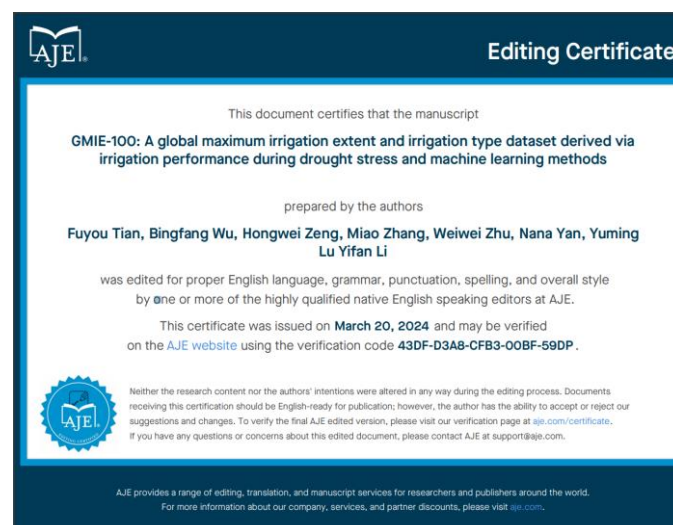 AJE
Editing Certificate
This document certifies that the manuscript
GMIE-100: A global maximum irrigation extent and irrigation type dataset derived via
irrigation performance during drought stress and machine learning methods
prepared by the authors
Fuyou Tian, Bingfang Wu, Hongwei Zeng, Miao Zhang, Weiwei Zhu, Nana Yan, Yuming
Lu Yifan Li
was edited for proper English language, grammar, punctuation, spelling, and overall style
by one or more of the highly qualified native English speaking editors at AJE.
This certificate was issued on March 20, 2024 and may be verified
on the AJE website using the verification code 43DF-D3A8-CFB3-00BF-59DP.
AJE
Neither the research content nor the authors' intentions were altered in any way during the editing process. Documents
receiving this certification should be English-ready for publication; however, the author has the ability to accept or reject our
suggestions and changes. To verify the final AJE edited version, please visit our verification page at aje.com/certificate.
If you have any questions or concerns about this edited document, please contact AJE at support@aje.com.
AJE provides a range of editing, translation, and manuscript services for researchers and publishers around the world.
For more information about our company, services, and partner discounts, please visit aje.com.